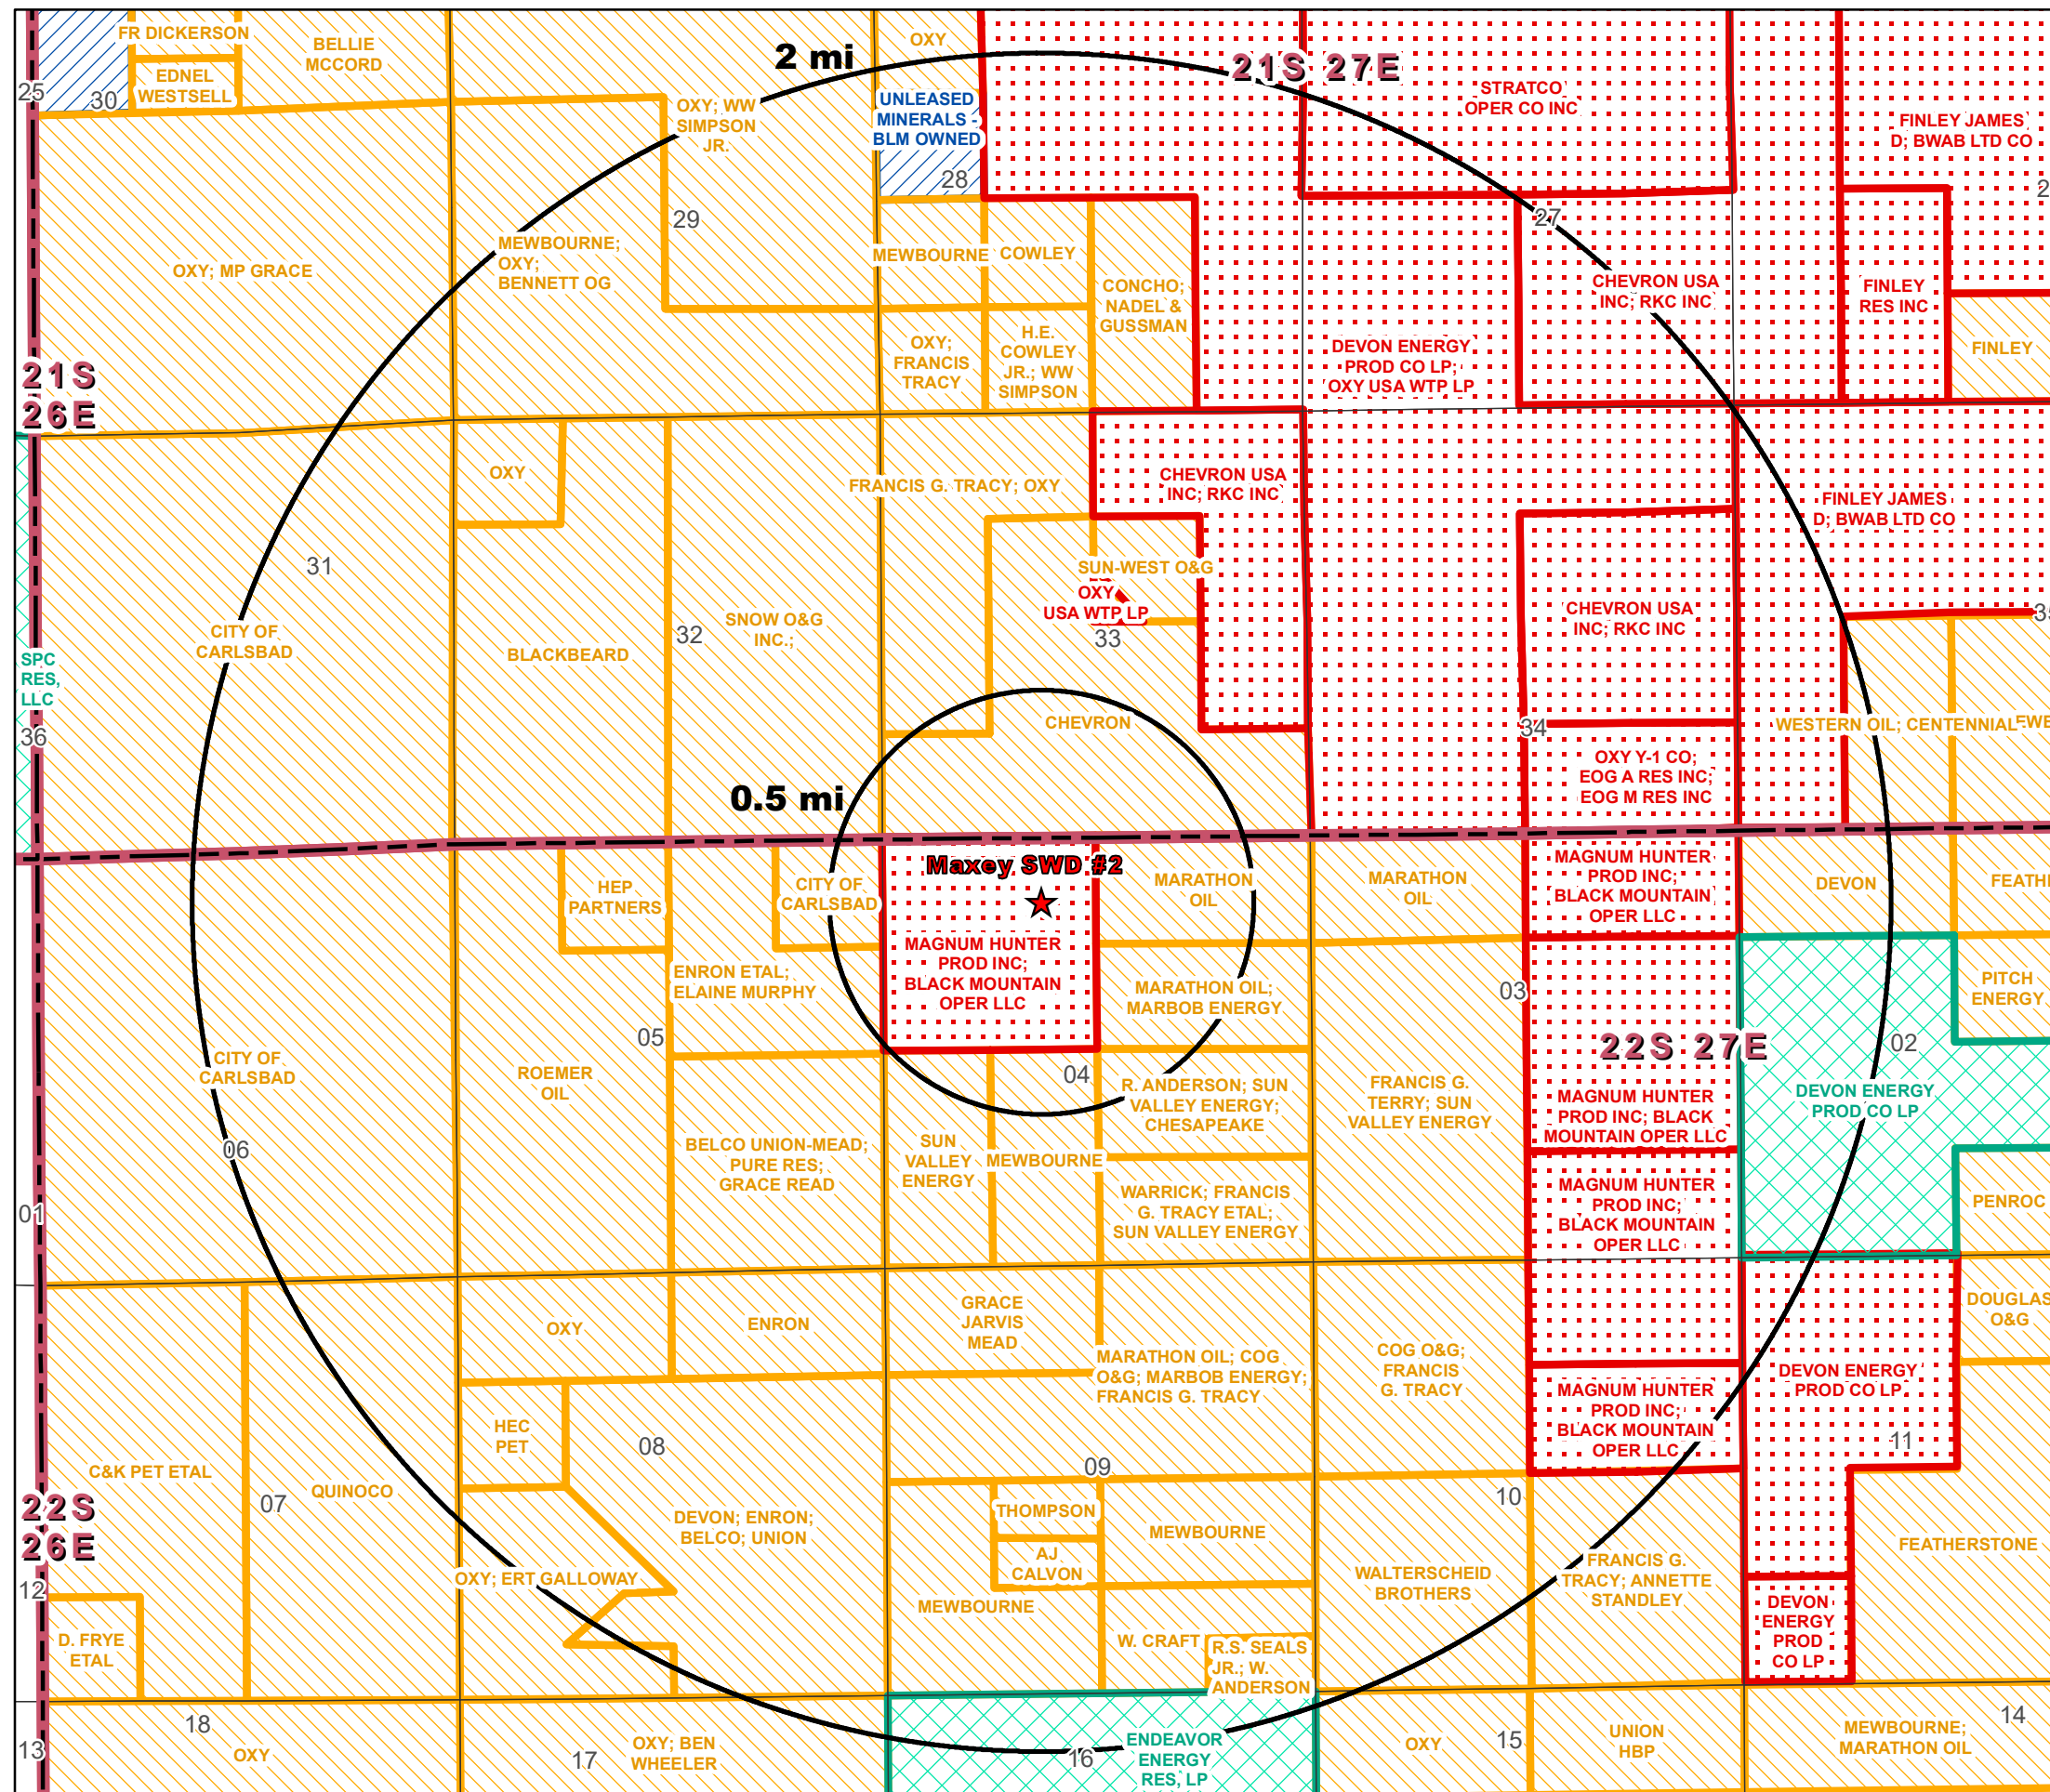 FR DICKERSON
BELLIE
MCCORD
EDNEL
WESTSELL
25
30
2 mi
OXY
21S 27E
OXY; WW
SIMPSON
JR.
UNLEASED
MINERALS -
BLM OWNED
28
STRATCO
OPER CO INC
FINLEY JAMES
D; BWAB LTD CO
29
27
OXY; MP GRACE
MEWBOURNE;
OXY;
BENNETT OG
MEWBOURNE
COWLEY
CONCHO;
NADEL &
GUSSMAN
CHEVRON USA
INC; RKC INC
FINLEY
RES INC
FINLEY
OXY;
FRANCIS
TRACY
H.E.
COWLEY
JR.; WW
SIMPSON
DEVON ENERGY
PROD CO LP;
OXY USA WTP LP
21S
26E
OXY
FRANCIS G. TRACY; OXY
CHEVRON USA
INC; RKC INC
FINLEY JAMES
D; BWAB LTD CO
31
SUN-WEST O&G
OXY
USA WTP LP
33
32
SNOW O&G
INC.;
CHEVRON USA
INC; RKC INC
35
CITY OF
CARLSBAD
BLACKBEARD
SPC
RES,
LLC
36
CHEVRON
34
WESTERN OIL; CENTENNIAL
OXY Y-1 CO;
EOG A RES INC;
EOG M RES INC
0.5 mi
Maxey SWD #2
HEP
PARTNERS
CITY OF
CARLSBAD
MARATHON
OIL
MARATHON
OIL
MAGNUM HUNTER
PROD INC;
BLACK MOUNTAIN
OPER LLC
DEVON
FEATH
MAGNUM HUNTER
PROD INC;
BLACK MOUNTAIN
OPER LLC
ENRON ETAL;
ELAINE MURPHY
MARATHON OIL;
MARBOB ENERGY
03
PITCH
ENERGY
05
04
22S 27E
02
CITY OF
CARLSBAD
ROEMER
OIL
R. ANDERSON; SUN
VALLEY ENERGY;
CHESAPEAKE
FRANCIS G.
TERRY; SUN
VALLEY ENERGY
MAGNUM HUNTER
PROD INC; BLACK
MOUNTAIN OPER LLC
DEVON ENERGY
PROD CO LP
06
BELCO UNION-MEAD;
PURE RES;
GRACE READ
SUN
VALLEY
ENERGY
MEWBOURNE
WARRICK; FRANCIS
G. TRACY ETAL;
SUN VALLEY ENERGY
MAGNUM HUNTER
PROD INC;
BLACK MOUNTAIN
OPER LLC
PENROC
01
OXY
ENRON
GRACE
JARVIS
MEAD
MARATHON OIL; COG
O&G; MARBOB ENERGY;
FRANCIS G. TRACY
COG O&G;
FRANCIS
G. TRACY
DOUGLAS
O&G
DEVON ENERGY
PROD CO LP
MAGNUM HUNTER
PROD INC;
BLACK MOUNTAIN
OPER LLC
HEC
PET
08
09
11
C&K PET ETAL
07
QUINOCO
10
22S
26E
DEVON; ENRON;
BELCO; UNION
THOMPSON
MEWBOURNE
AJ
CALVON
FEATHERSTONE
12
OXY; ERT GALLOWAY
MEWBOURNE
WALTERSCHEID
BROTHERS
FRANCIS G.
TRACY; ANNETTE
STANDLEY
D. FRYE
ETAL
W. CRAFT
R.S. SEALS
JR.; W.
ANDERSON
DEVON
ENERGY
PROD
CO LP
18
OXY
13
17
OXY; BEN
WHEELER
16
ENDEAVOR
ENERGY
RES, LP
OXY
15
UNION
HBP
MEWBOURNE;
MARATHON OIL
14